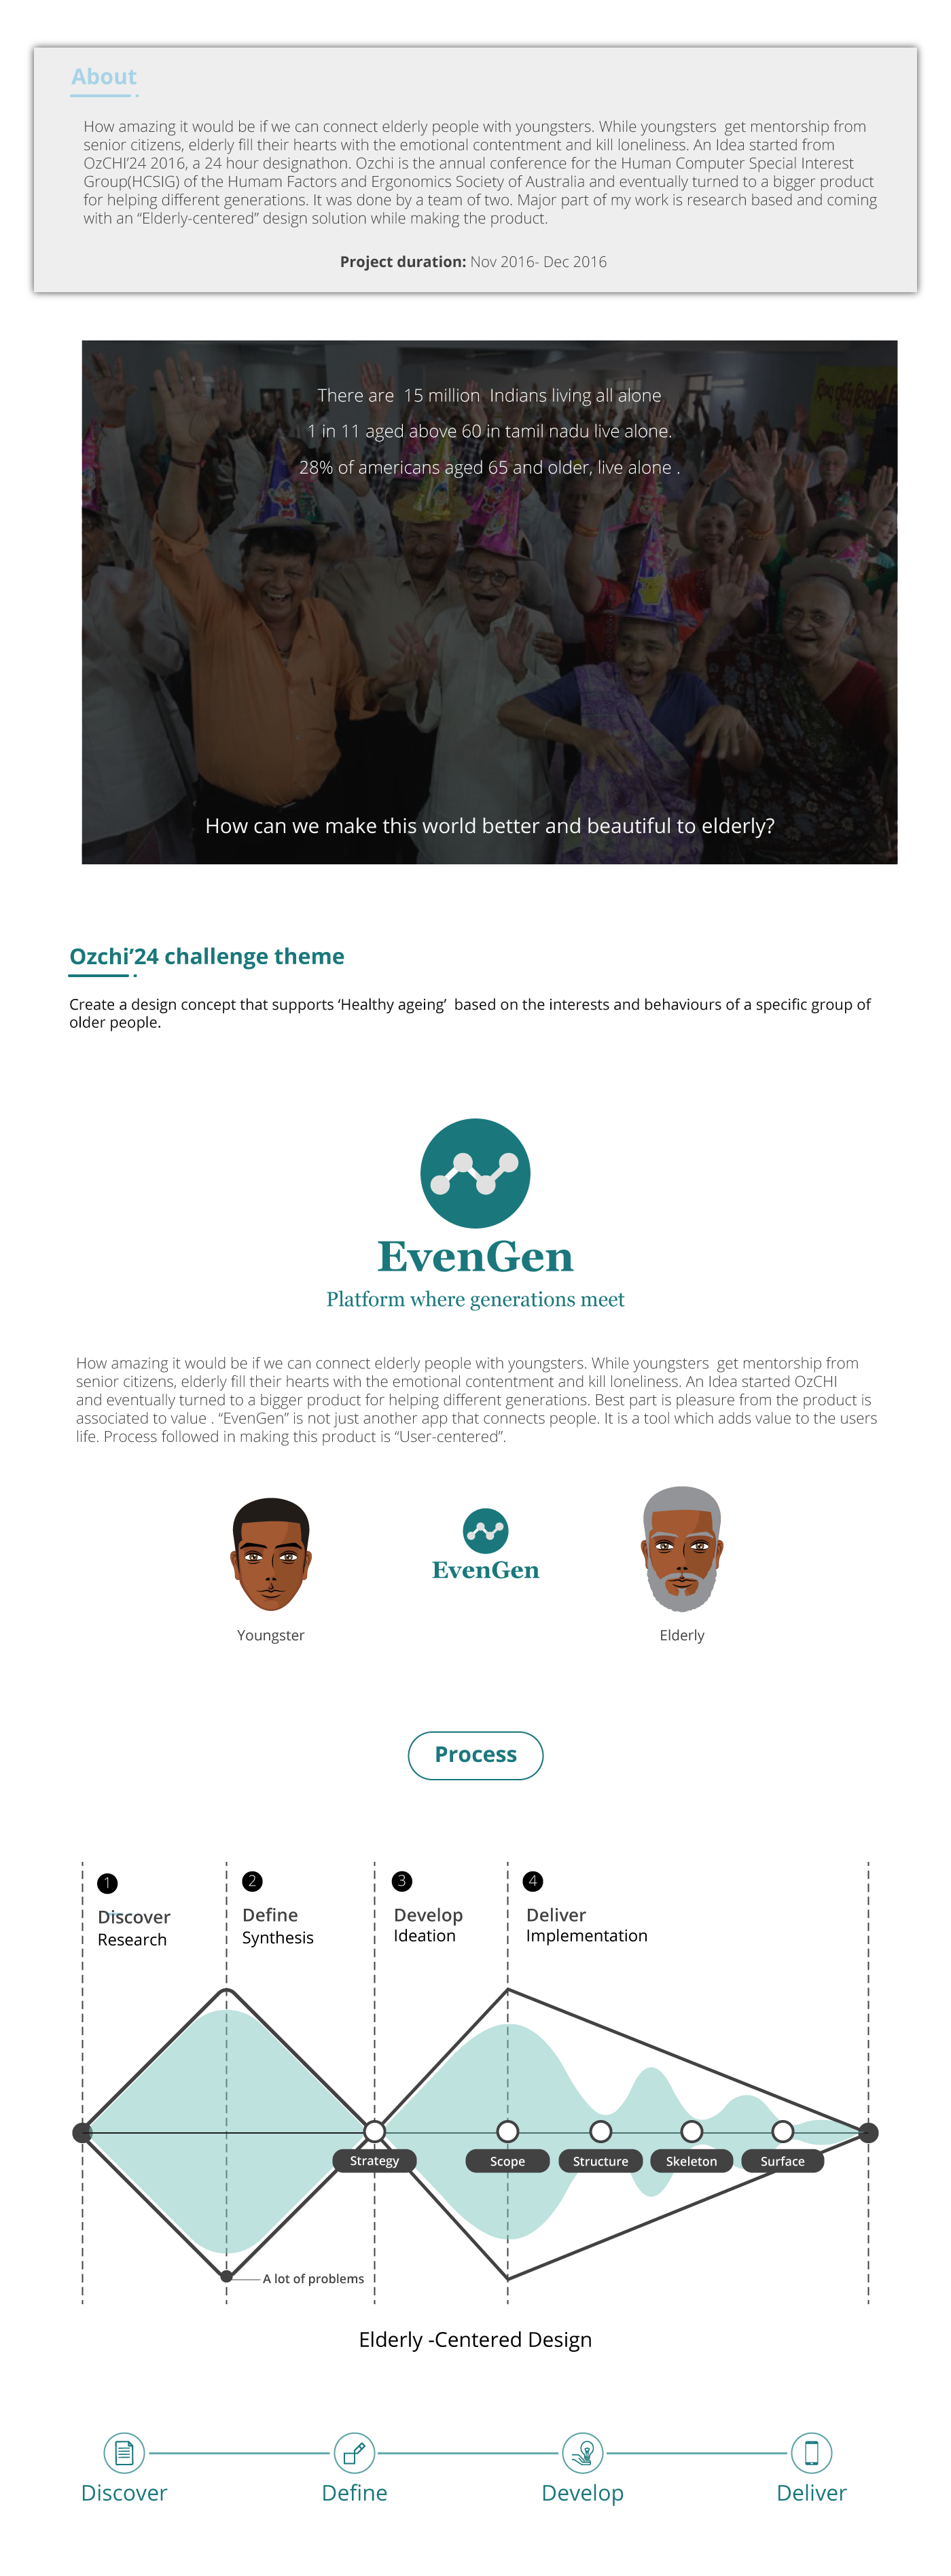 About
How amazing it would be if we can connect elderly people with youngsters. While youngsters get mentorship from
senior citizens, elderly fill their hearts with the emotional contentment and kill loneliness. An Idea started from
OzCHI’24 2016, a 24 hour designathon. Ozchi is the annual conference for the Human Computer Special Interest
Group(HCSIG) of the Humam Factors and Ergonomics Society of Australia and eventually turned to a bigger product
for helping different generations. It was done by a team of two. Major part of my work is research based and coming
with an “Elderly-centered” design solution while making the product.
Project duration: Nov 2016- Dec 2016
There are 15 million Indians living all alone
1 in 11 aged above 60 in tamil nadu live alone.
28% of americans aged 65 and older, live alone .
How can we make this world better and beautiful to elderly?
Ozchi’24 challenge theme
Create a design concept that supports ‘Healthy ageing’ based on the interests and behaviours of a specific group of
older people.
EvenGen
Platform where generations meet
How amazing it would be if we can connect elderly people with youngsters. While youngsters get mentorship from
senior citizens, elderly fill their hearts with the emotional contentment and kill loneliness. An Idea started OzCHI
and eventually turned to a bigger product for helping different generations. Best part is pleasure from the product is
associated to value . “EvenGen” is not just another app that connects people. It is a tool which adds value to the users
life. Process followed in making this product is “User-centered”.
EvenGen
Youngster
Elderly
Process
1
Discover
Research
2
Define
Synthesis
3
Develop
Ideation
4
Deliver
Implementation
Strategy
Scope
Structure
Skeleton
Surface
A lot of problems
Elderly -Centered Design
Discover
Define
Develop
Deliver